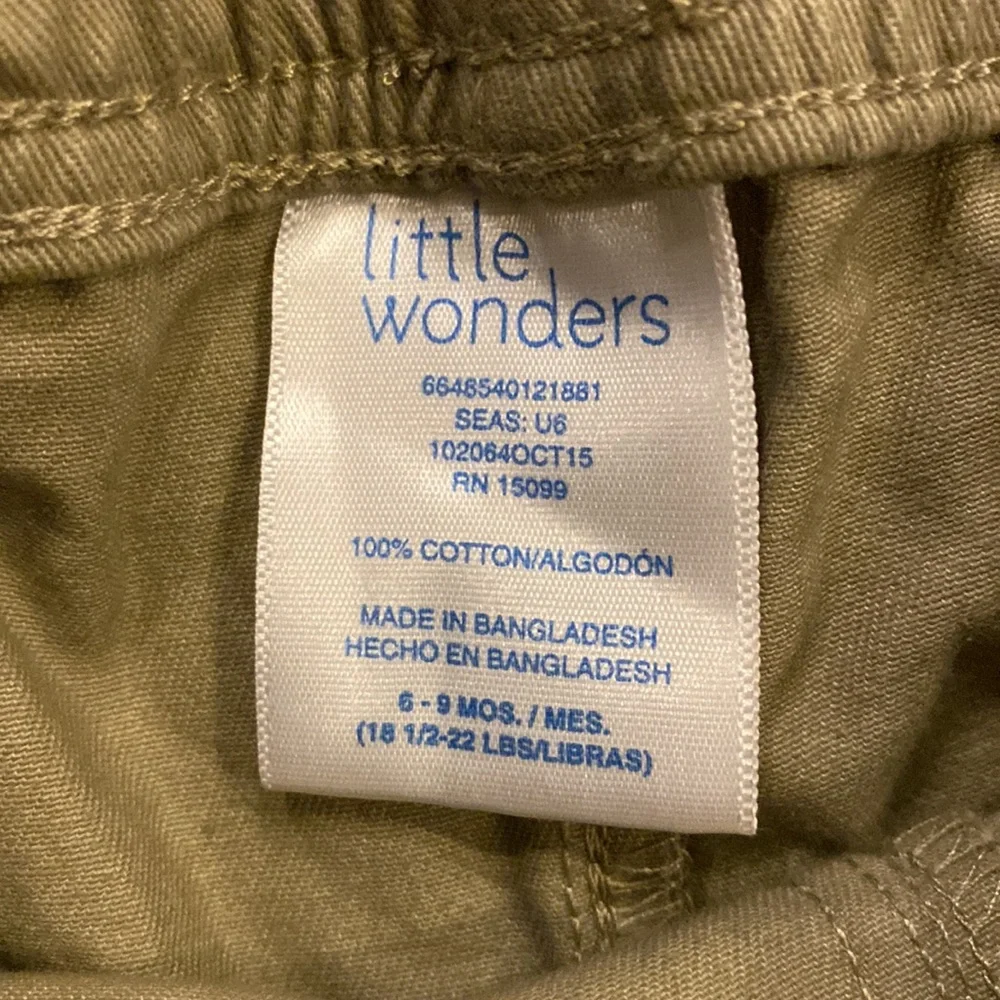 little
wonders
6648540121881
SEAS: U6
102064OCT15
RN 15099
100% COTTON/ALGODÓN
MADE IN BANGLADESH
HECHO EN BANGLADESH
6 - 9 MOS. / MES.
(18 1/2-22 LBS/LIBRAS)